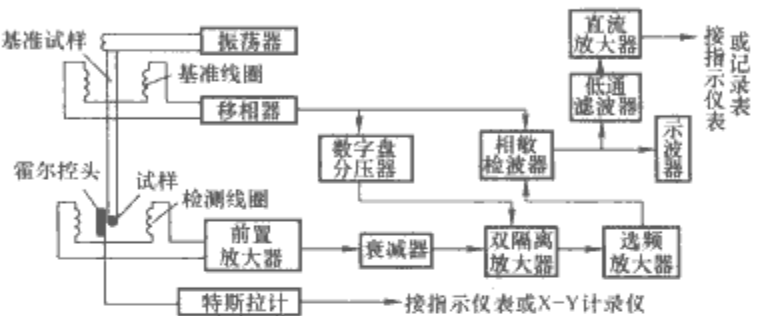 基准试样
振荡器
直流
放大器
接指示仪表
或记录表
基准线圈
移相器
低通
滤波器
数字盘
分压器
相敏
检波器
示波器
霍尔控头
试样
检测线圈
前置
放大器
衰减器
双隔离
放大器
选频
放大器
特斯拉计
接指示仪表或X-Y计录仪